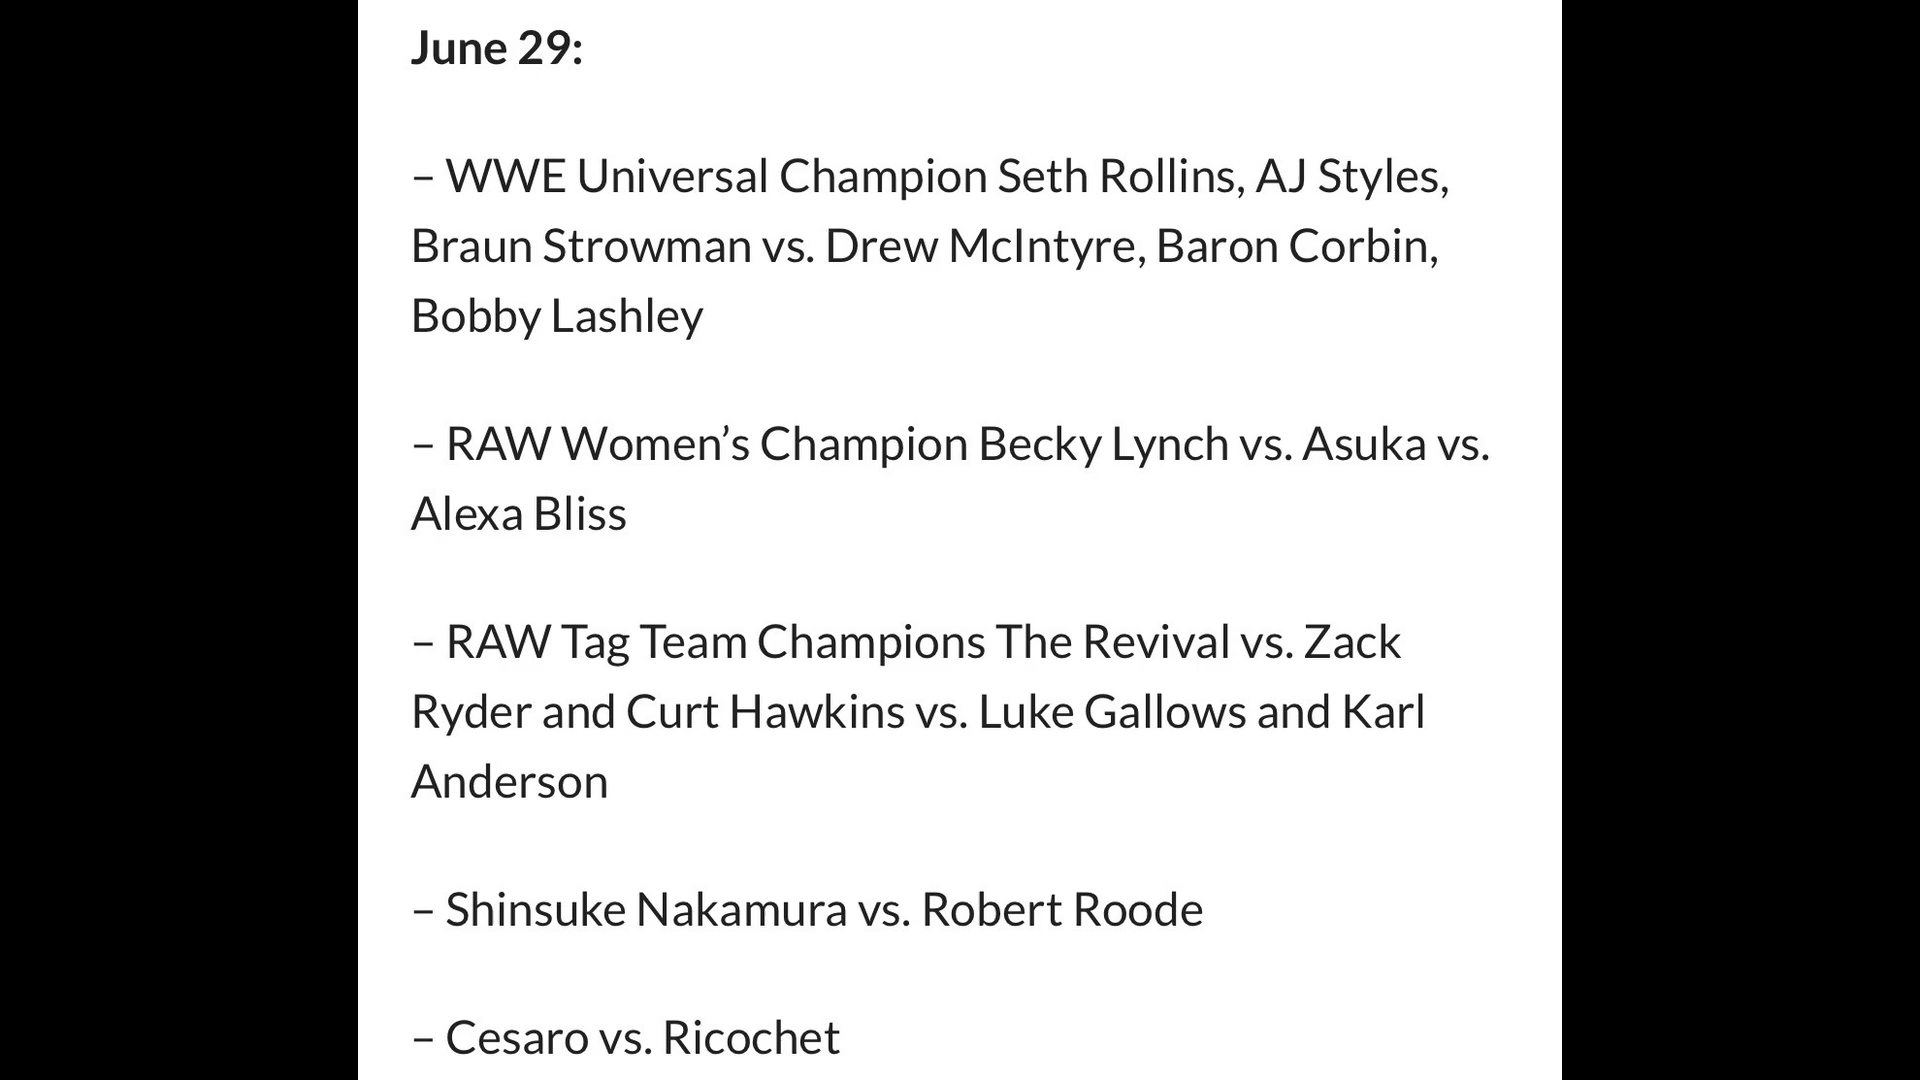 June 29:
– WWE Universal Champion Seth Rollins, AJ Styles,
Braun Strowman vs. Drew McIntyre, Baron Corbin,
Bobby Lashley
– RAW Women’s Champion Becky Lynch vs. Asuka vs.
Alexa Bliss
– RAW Tag Team Champions The Revival vs. Zack
Ryder and Curt Hawkins vs. Luke Gallows and Karl
Anderson
– Shinsuke Nakamura vs. Robert Roode
– Cesaro vs. Ricochet